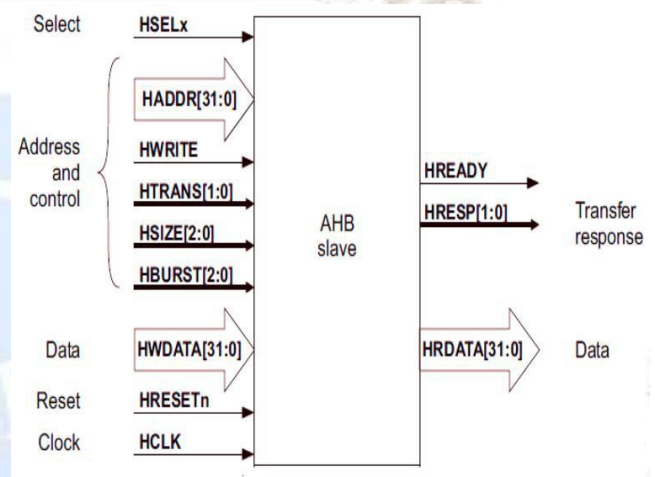 Select HSELx
HADDR[31:0]
Address
and
control
HWRITE
HTRANS[1:0]
HSIZE[2:0]
HBURST[2:0]
AHB
slave
HREADY
HRESP[1:0]
Transfer
response
Data HWDATA[31:0]
HRDATA[31:0] Data
Reset HRESETn
Clock HCLK